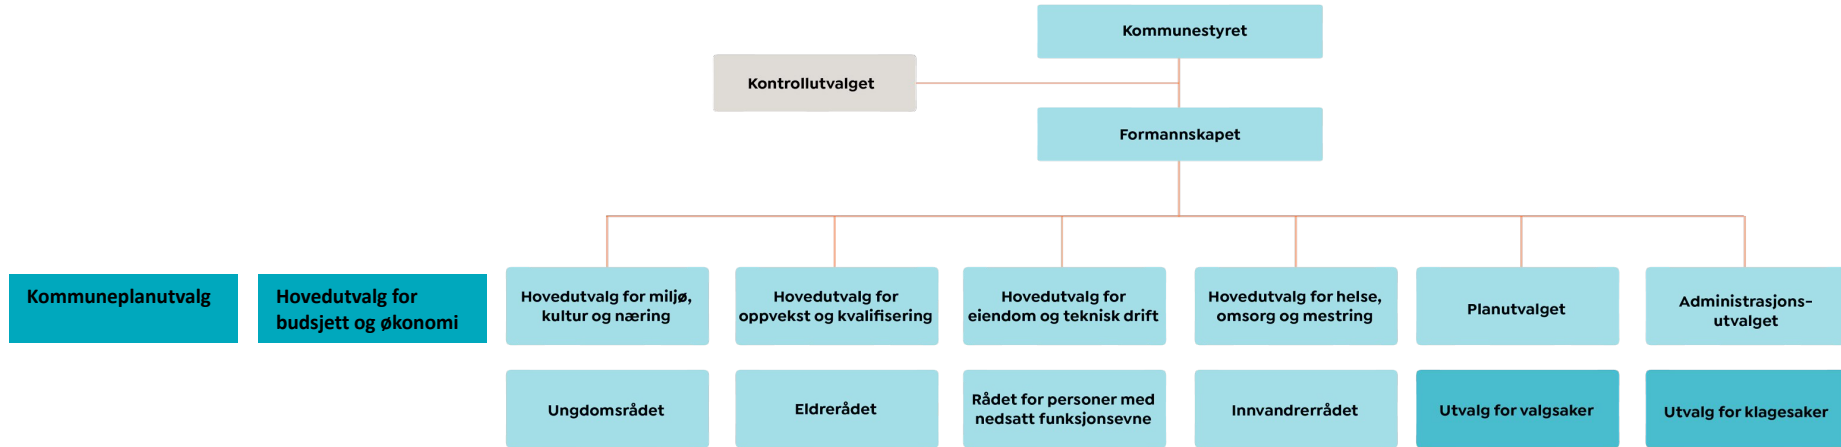 Kommunestyret
Kontrollutvalget
Formannskapet
Kommuneplanutvalg
Hovedutvalg for
budsjett og økonomi
Hovedutvalg for miljø,
kultur og næring
Hovedutvalg for
oppvekst og kvalifisering
Hovedutvalg for
eiendom og teknisk drift
Hovedutvalg for helse,
omsorg og mestring
Planutvalget
Administrasjons-
utvalget
Ungdomsrådet
Eldrerådet
Rådet for personer med
nedsatt funksjonsevne
Innvandrerrådet
Utvalg for valgsaker
Utvalg for klagesaker